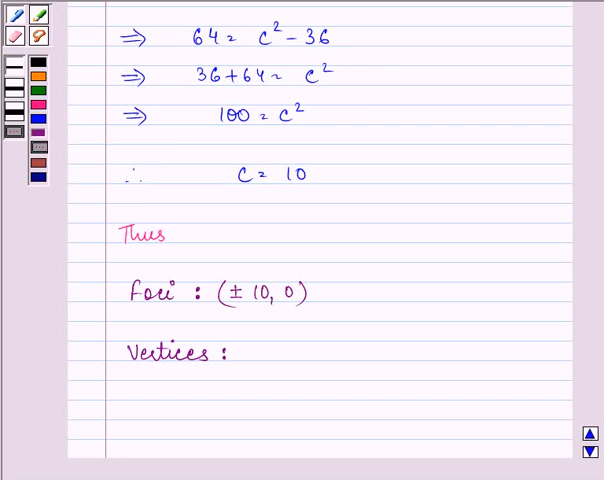 ⇒ 64 = c² - 36
⇒ 36 + 64 = c²
⇒ 100 = c²
∴ c = 10
Thus
Foci : (± 10, 0)
Vertices :